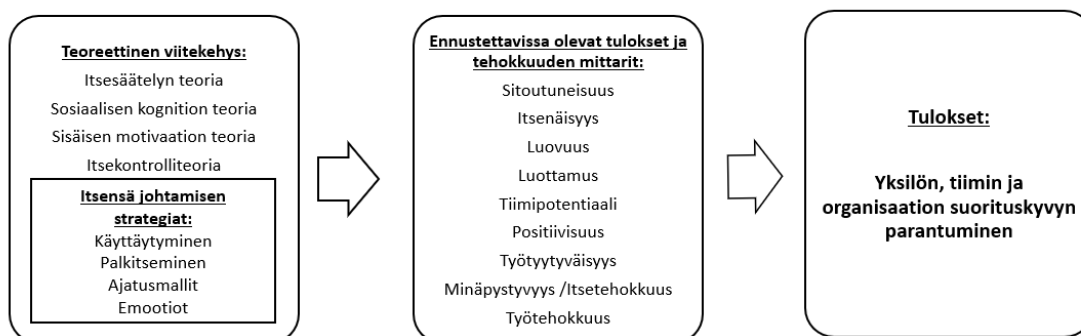 Teoreettinen viitekehys:
Itsesäätelyn teoria
Sosiaalisen kognition teoria
Sisäisen motivaation teoria
Itsekontrolliteoria
Itsensä johtamisen
strategiat:
Käyttäytyminen
Palkitseminen
Ajatusmallit
Emootiot
Ennustettavissa olevat tulokset ja
tehokkuuden mittarit:
Sitoutuneisuus
Itsenäisyys
Luovuus
Luottamus
Tiimipotentiaali
Positiivisuus
Työtyytyväisyys
Minäpystyvyys /Itsetehokkuus
Työtehokkuus
Tulokset:
Yksilön, tiimin ja
organisaation suorituskyvyn
parantuminen